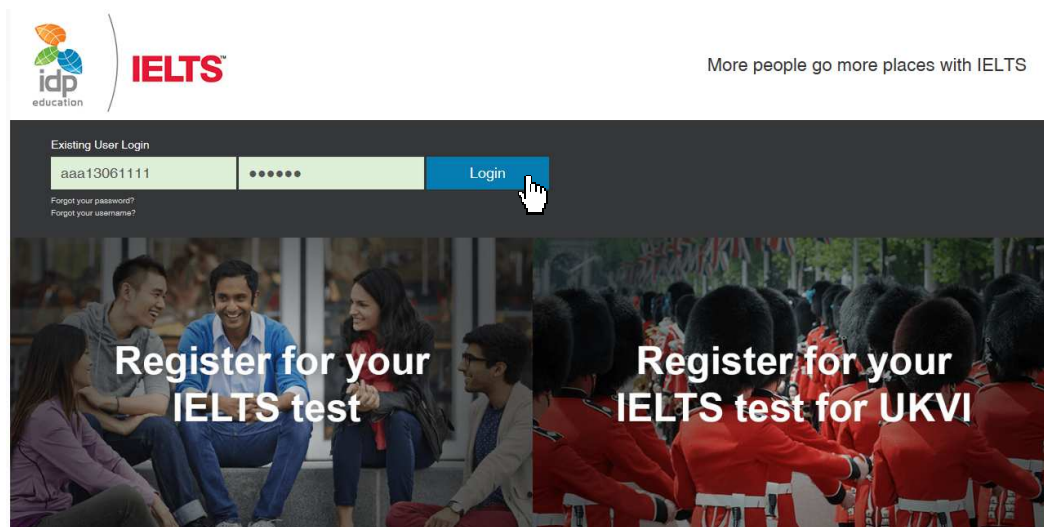 idp
education
IELTS™
More people go more places with IELTS
Existing User Login
aaa13061111
●●●●●●
Login
Forgot your password?
Forgot your username?
Register for your
IELTS test
Register for your
IELTS test for UKVI